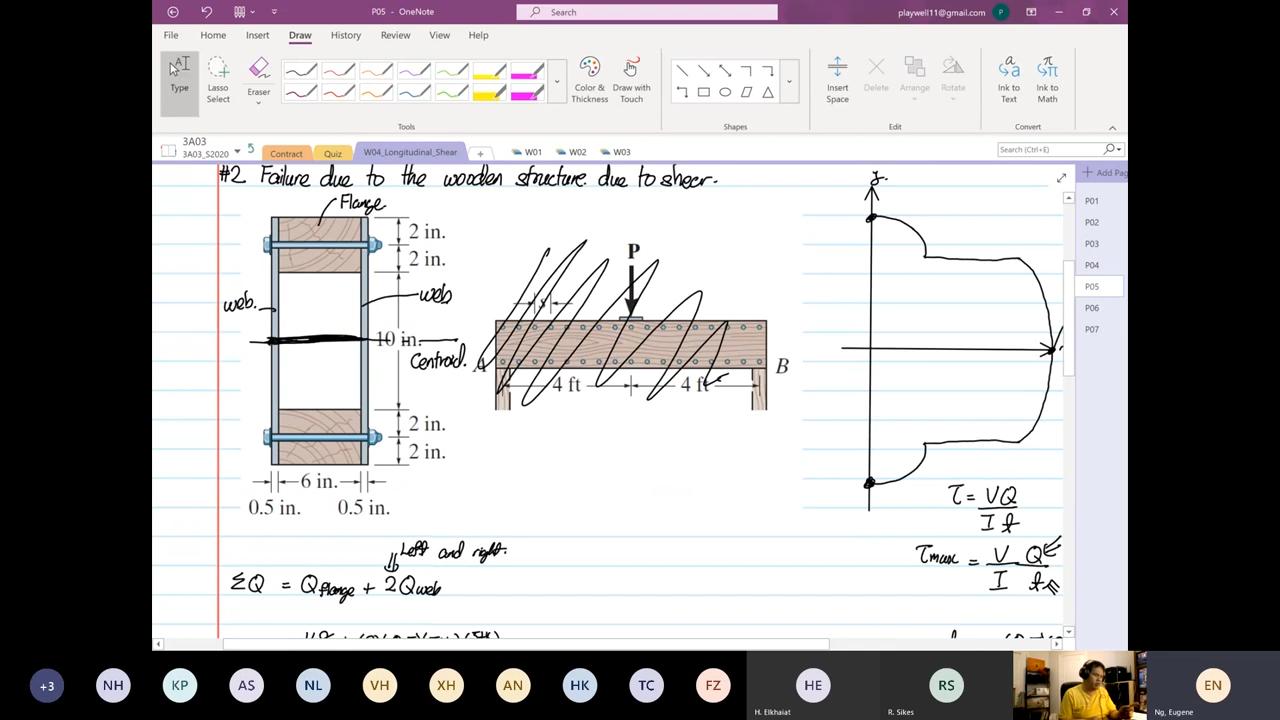 P05 - OneNote
Search
playwell11@gmail.com
P
File
Home
Insert
Draw
History
Review
View
Help
Type
Lasso Select
Eraser
Color & Thickness
Draw with Touch
Insert Space
Delete
Arrange
Rotate
Ink to Text
Ink to Math
Tools
Shapes
Edit
Convert
3A03
3A03_S2020
Contract
Quiz
W04_Longitudinal_Shear
W01
W02
W03
Search (Ctrl+E)
Add Pag
P01
P02
P03
P04
P05
P06
P07
#2 Failure due to the wooden structure due to shear.
Flange
2 in.
2 in.
web.
web
10 in.
Centroid.
2 in.
2 in.
6 in.
0.5 in.
0.5 in.
P
s
A
B
4 ft
4 ft
y.
τ = VQ
I t
τmax = V Q
I t
Left and right.
ΣQ = Qflange + 2Qweb
+3
NH
KP
AS
NL
VH
XH
AN
HK
TC
FZ
HE
H. Elkhaiat
RS
R. Sikes
EN
Ng, Eugene